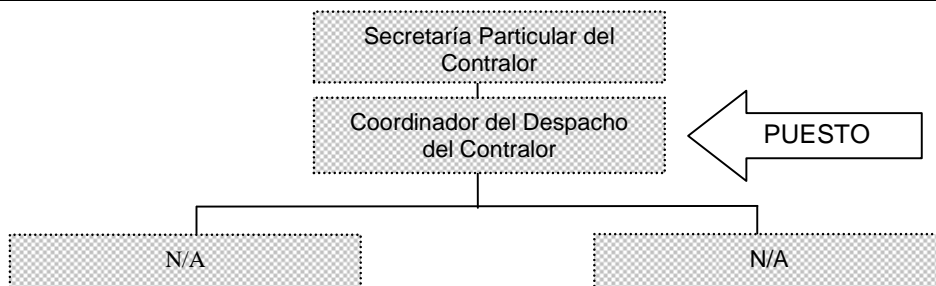 Secretaría Particular del
Contralor
Coordinador del Despacho
del Contralor
PUESTO
N/A
N/A